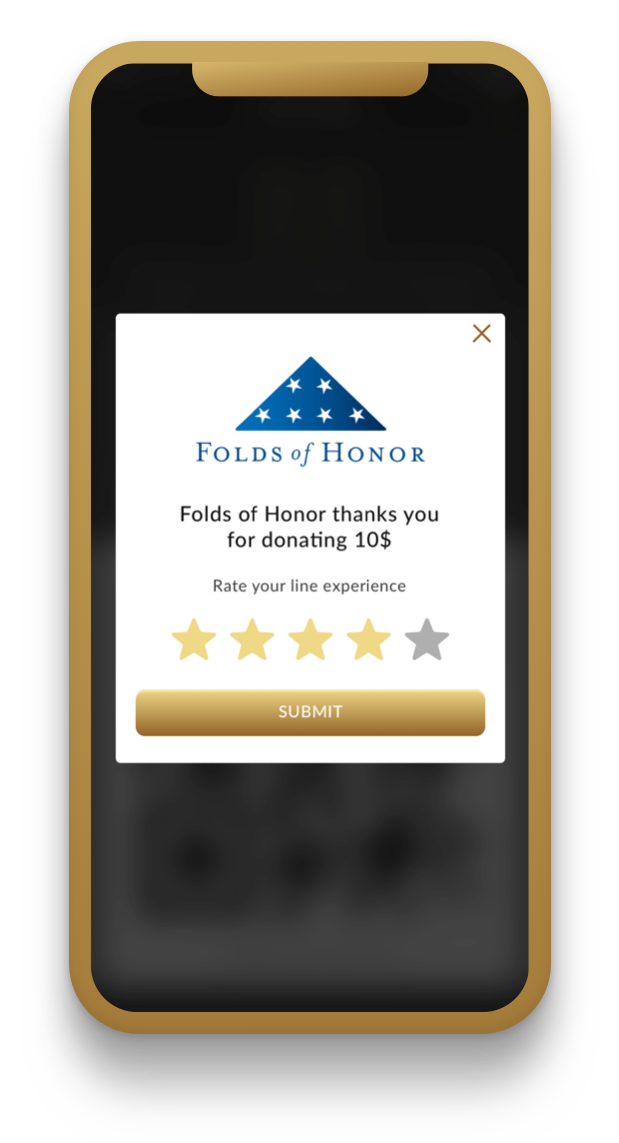 FOLDS of HONOR
Folds of Honor thanks you
for donating 10$
Rate your line experience
SUBMIT